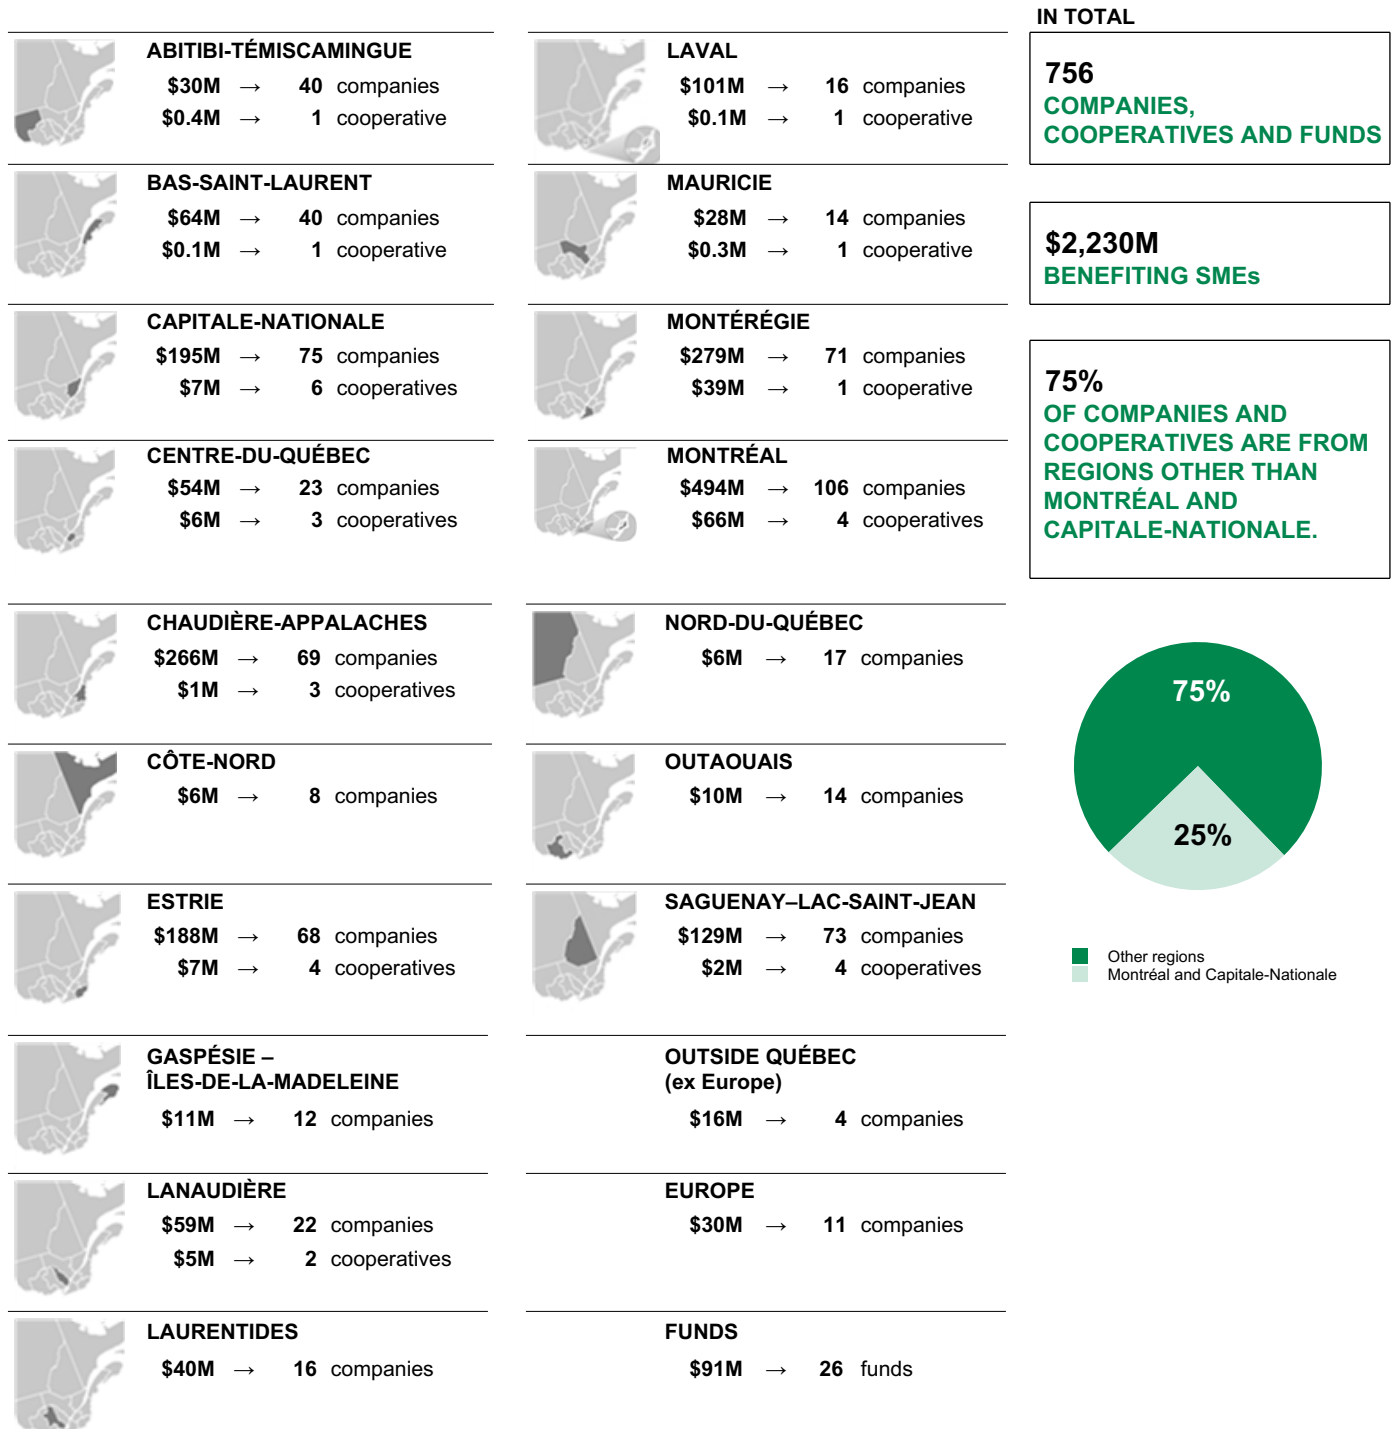 ABITIBI-TÉMISCAMINGUE
$30M → 40 companies
$0.4M → 1 cooperative
BAS-SAINT-LAURENT
$64M → 40 companies
$0.1M → 1 cooperative
CAPITALE-NATIONALE
$195M → 75 companies
$7M → 6 cooperatives
CENTRE-DU-QUÉBEC
$54M → 23 companies
$6M → 3 cooperatives
CHAUDIÈRE-APPALACHES
$266M → 69 companies
$1M → 3 cooperatives
CÔTE-NORD
$6M → 8 companies
ESTRIE
$188M → 68 companies
$7M → 4 cooperatives
GASPÉSIE –
ÎLES-DE-LA-MADELEINE
$11M → 12 companies
LANAUDIÈRE
$59M → 22 companies
$5M → 2 cooperatives
LAURENTIDES
$40M → 16 companies
LAVAL
$101M → 16 companies
$0.1M → 1 cooperative
MAURICIE
$28M → 14 companies
$0.3M → 1 cooperative
MONTÉRÉGIE
$279M → 71 companies
$39M → 1 cooperative
MONTRÉAL
$494M → 106 companies
$66M → 4 cooperatives
NORD-DU-QUÉBEC
$6M → 17 companies
OUTAOUAIS
$10M → 14 companies
SAGUENAY–LAC-SAINT-JEAN
$129M → 73 companies
$2M → 4 cooperatives
OUTSIDE QUÉBEC
(ex Europe)
$16M → 4 companies
EUROPE
$30M → 11 companies
FUNDS
$91M → 26 funds
IN TOTAL
756
COMPANIES,
COOPERATIVES AND FUNDS
$2,230M
BENEFITING SMEs
75%
OF COMPANIES AND
COOPERATIVES ARE FROM
REGIONS OTHER THAN
MONTRÉAL AND
CAPITALE-NATIONALE.
75%
25%
Other regions
Montréal and Capitale-Nationale